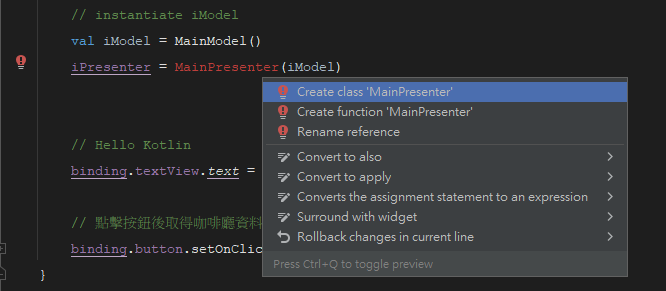 // instantiate iModel
val iModel = MainModel()
iPresenter = MainPresenter(iModel)
Create class 'MainPresenter'
Create function 'MainPresenter'
Rename reference
Convert to also
Convert to apply
Converts the assignment statement to an expression
Surround with widget
Rollback changes in current line
Press Ctrl+Q to toggle preview
// Hello Kotlin
binding.textView.text =
// 點擊按鈕後取得咖啡廳資料
binding.button.setOnClic
}